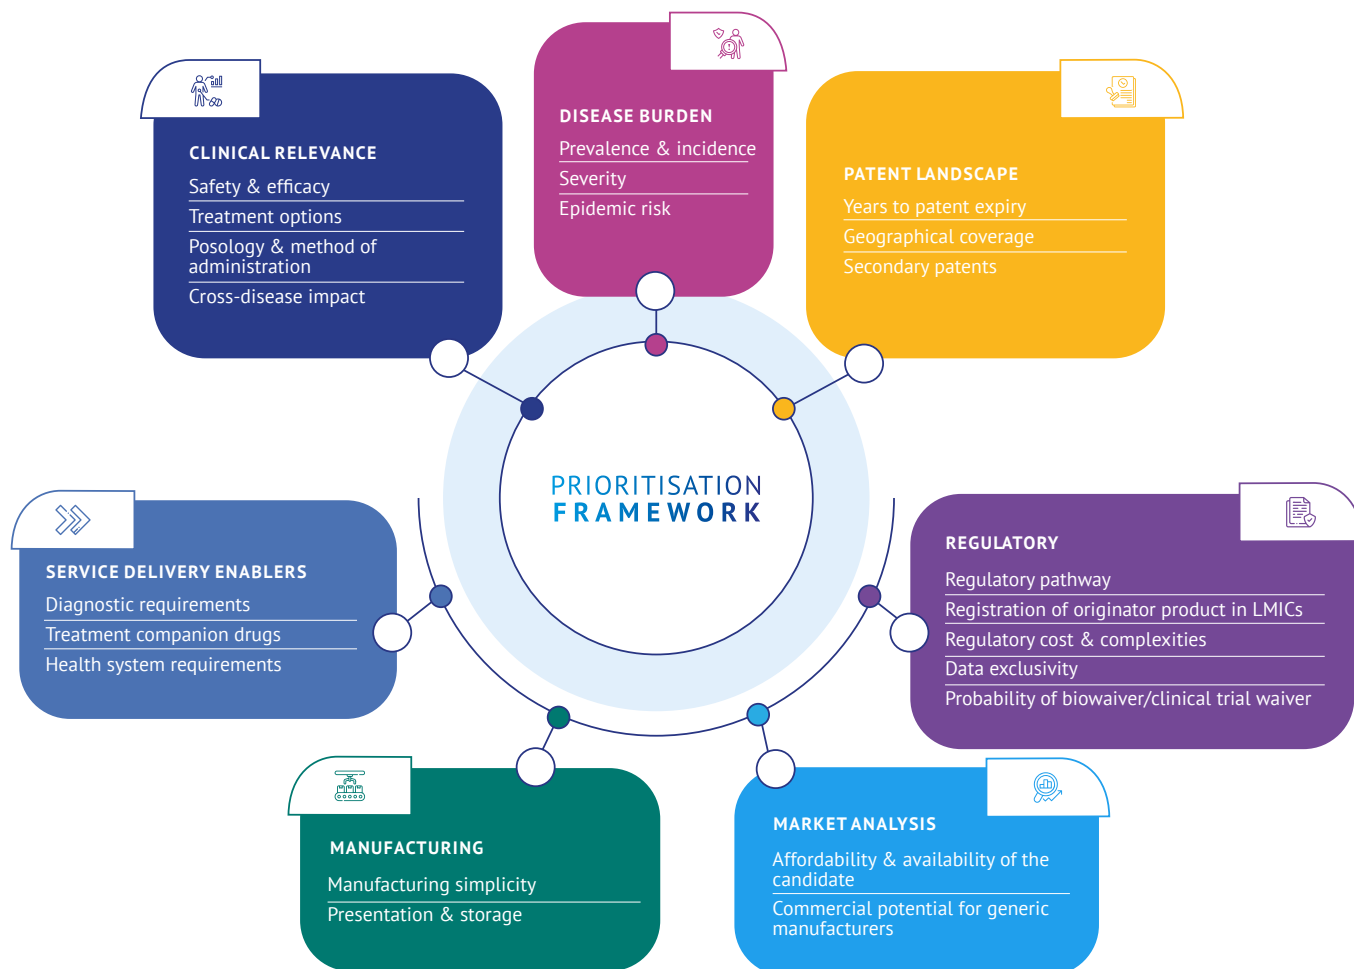 DISEASE BURDEN
Prevalence & incidence
Severity
Epidemic risk
CLINICAL RELEVANCE
Safety & efficacy
Treatment options
Posology & method of
administration
Cross-disease impact
PATENT LANDSCAPE
Years to patent expiry
Geographical coverage
Secondary patents
PRIORITISATION
FRAMEWORK
SERVICE DELIVERY ENABLERS
Diagnostic requirements
Treatment companion drugs
Health system requirements
REGULATORY
Regulatory pathway
Registration of originator product in LMICs
Regulatory cost & complexities
Data exclusivity
Probability of biowaiver/clinical trial waiver
MANUFACTURING
Manufacturing simplicity
Presentation & storage
MARKET ANALYSIS
Affordability & availability of the
candidate
Commercial potential for generic
manufacturers